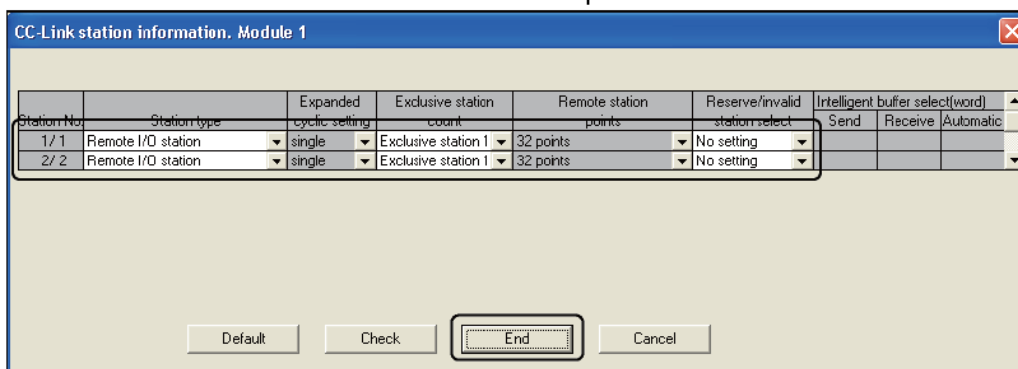 CC-Link station information. Module 1
Expanded Exclusive station Remote station Reserve/invalid Intelligent buffer select(word)
Station No. Station type cyclic setting count points station select Send Receive Automatic
1/ 1 Remote I/O station single Exclusive station 1 32 points No setting
2/ 2 Remote I/O station single Exclusive station 1 32 points No setting
Default Check End Cancel